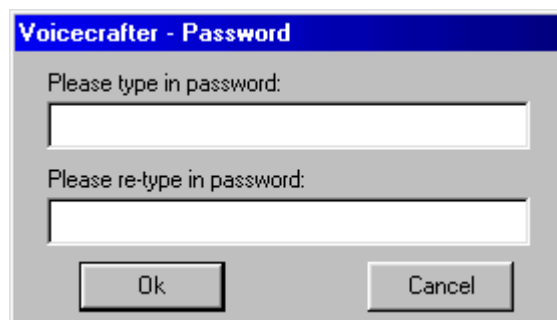 Voicecrafter - Password
Please type in password:
Please re-type in password:
Ok Cancel